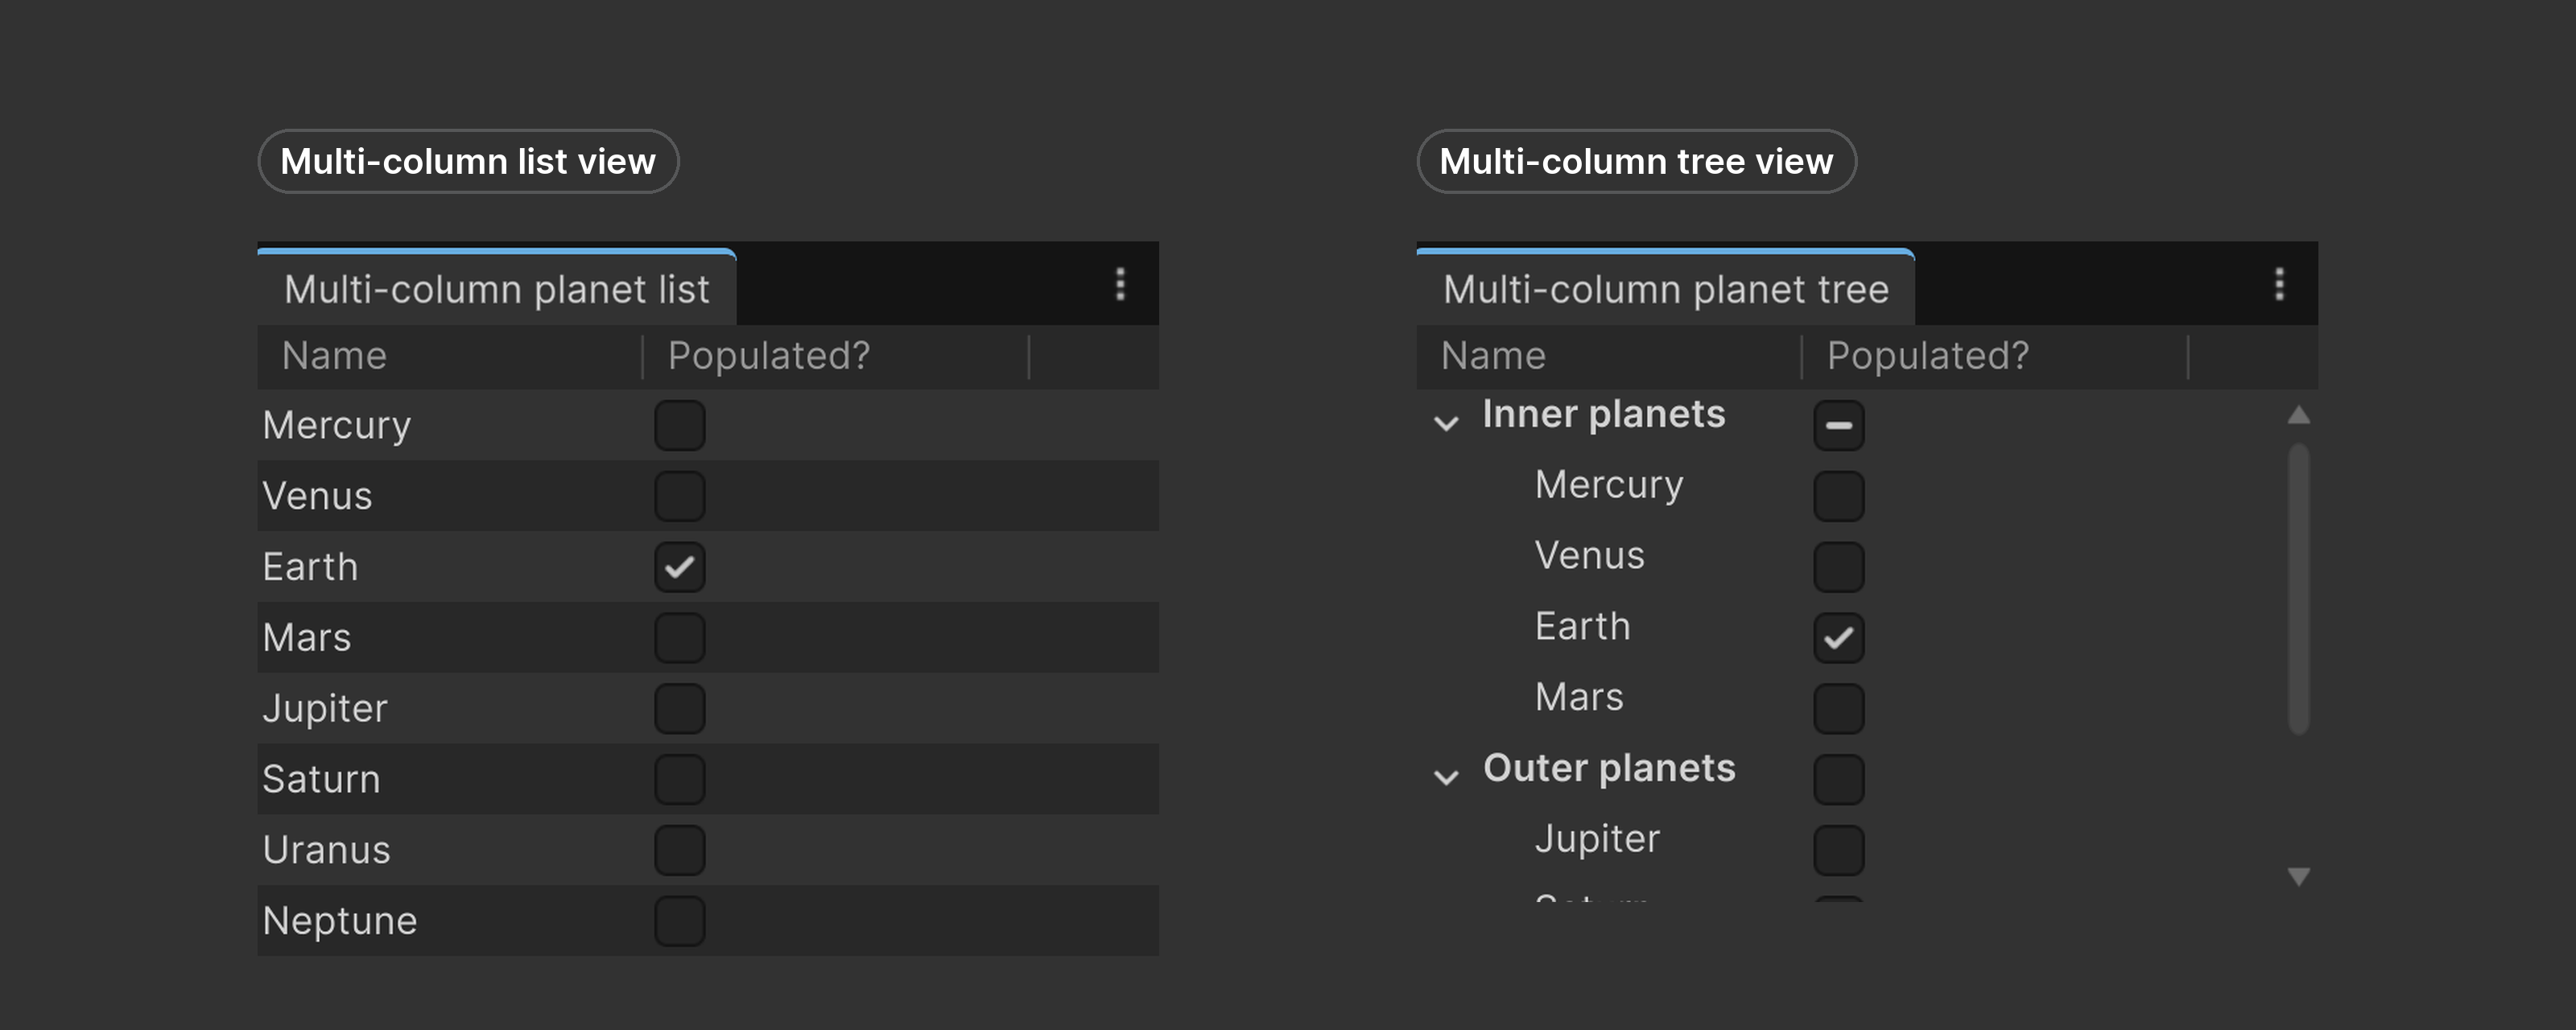 Multi-column list view
Multi-column planet list
Name Populated?
Mercury
Venus
Earth
Mars
Jupiter
Saturn
Uranus
Neptune
Multi-column tree view
Multi-column planet tree
Name Populated?
Inner planets
Mercury
Venus
Earth
Mars
Outer planets
Jupiter